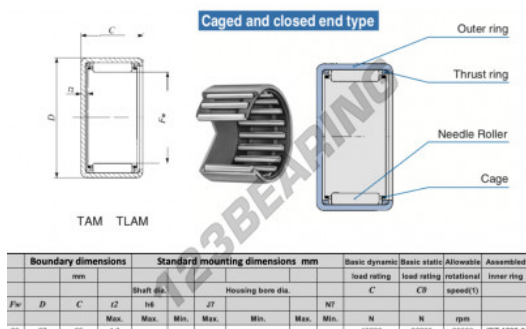 Caged and closed end type
C
Outer ring
Thrust ring
t2
D
Fw
Needle Roller
Cage
TAM TLAM
123BEARING
Boundary dimensions Standard mounting dimensions mm Basic dynamic Basic static Allowable Assembled
mm load rating load rating rotational inner ring
Shaft dia. Housing bore dia. C C0 speed(1)
Fw D C t2 h6 J7 N7
Max. Max. Min. Max. Min. Max. Min. N N rpm